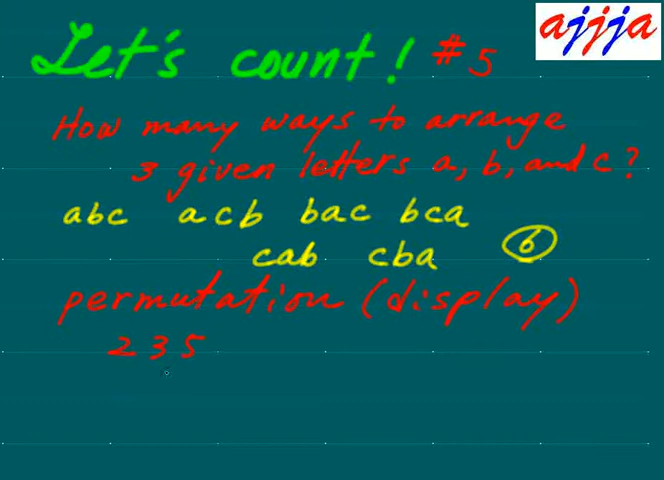 ajjja
Let's count! #5
How many ways to arrange
3 given letters a, b, and c?
abc acb bac bca
cab cba 6
permutation (display)
2 3 5